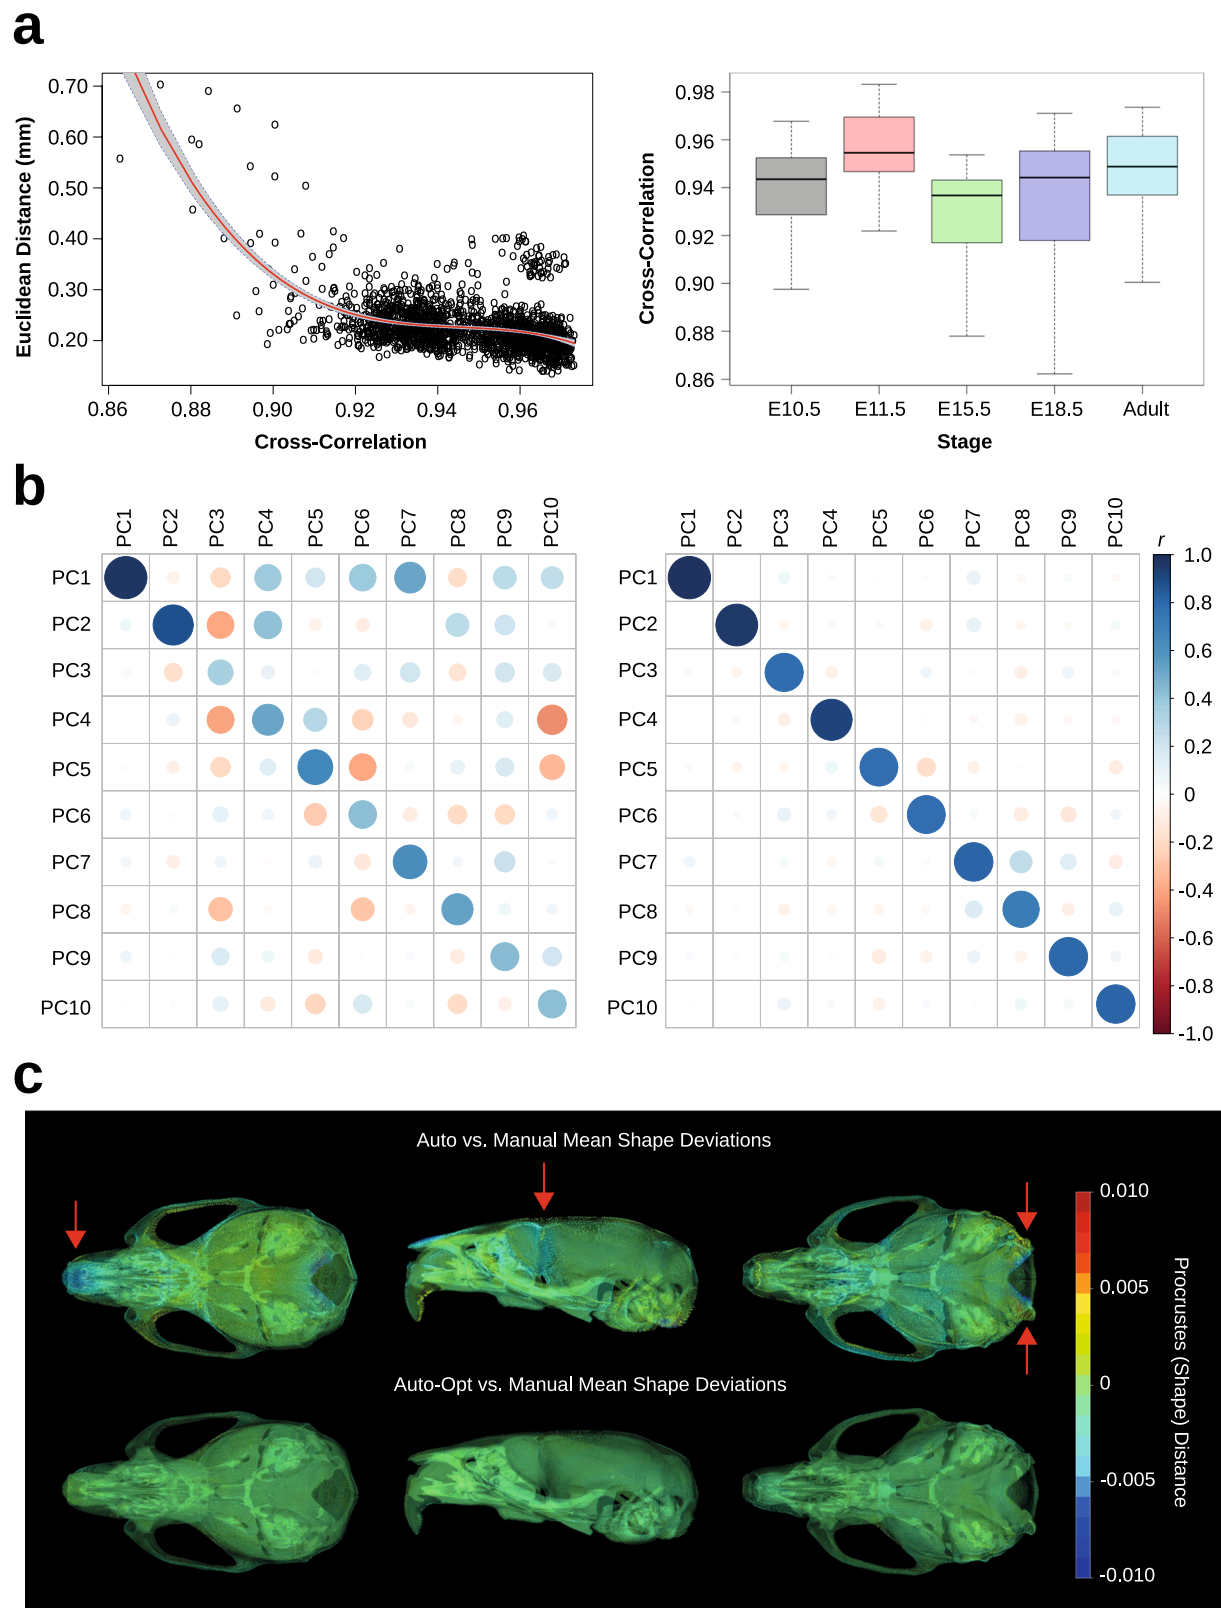 a
0.70
0.60
0.50
0.40
0.30
0.20
Euclidean Distance (mm)
0.86 0.88 0.90 0.92 0.94 0.96
Cross-Correlation
0.98
0.96
0.94
0.92
0.90
0.88
0.86
Cross-Correlation
E10.5 E11.5 E15.5 E18.5 Adult
Stage
b
PC1 PC2 PC3 PC4 PC5 PC6 PC7 PC8 PC9 PC10
PC1
PC2
PC3
PC4
PC5
PC6
PC7
PC8
PC9
PC10
PC1 PC2 PC3 PC4 PC5 PC6 PC7 PC8 PC9 PC10
PC1
PC2
PC3
PC4
PC5
PC6
PC7
PC8
PC9
PC10
r
1.0
0.8
0.6
0.4
0.2
0
-0.2
-0.4
-0.6
-0.8
-1.0
c
Auto vs. Manual Mean Shape Deviations
Auto-Opt vs. Manual Mean Shape Deviations
0.010
0.005
0
-0.005
-0.010
Procrustes (Shape) Distance